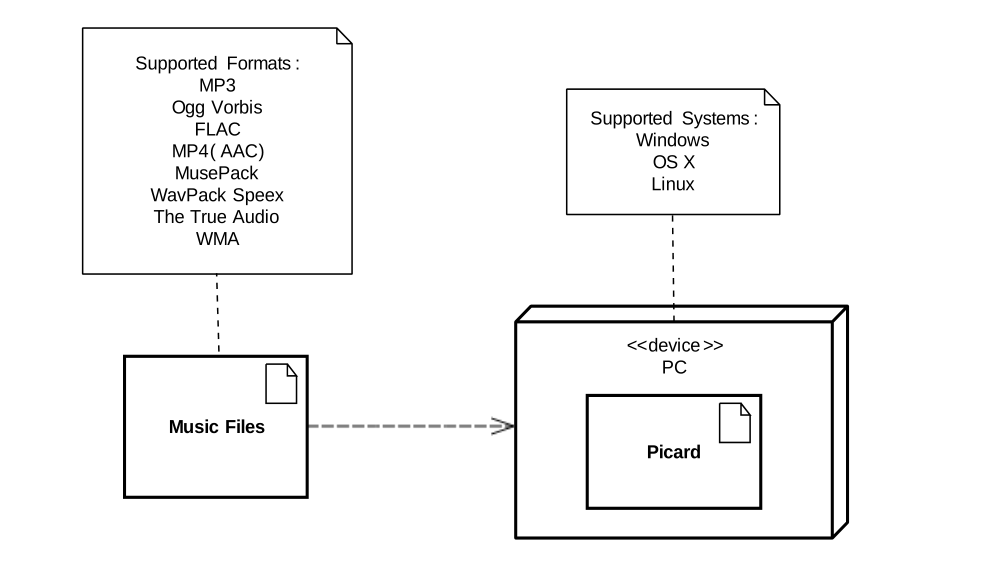 Supported Formats :
MP3
Ogg Vorbis
FLAC
MP4( AAC)
MusePack
WavPack Speex
The True Audio
WMA
Supported Systems :
Windows
OS X
Linux
Music Files
<<device>>
PC
Picard